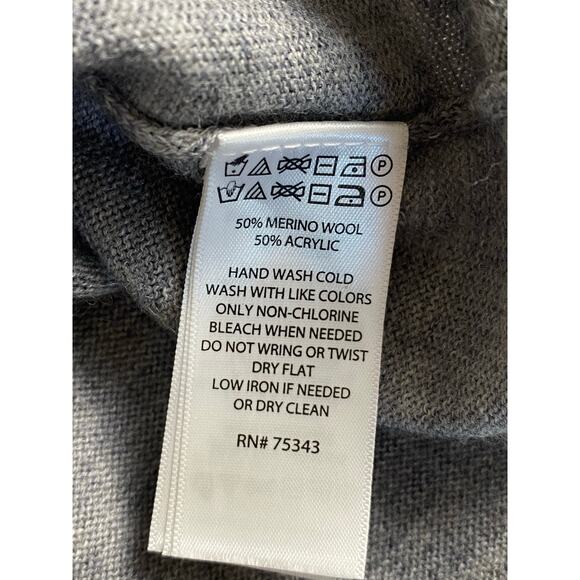 P
P
50% MERINO WOOL
50% ACRYLIC
HAND WASH COLD
WASH WITH LIKE COLORS
ONLY NON-CHLORINE
BLEACH WHEN NEEDED
DO NOT WRING OR TWIST
DRY FLAT
LOW IRON IF NEEDED
OR DRY CLEAN
RN# 75343